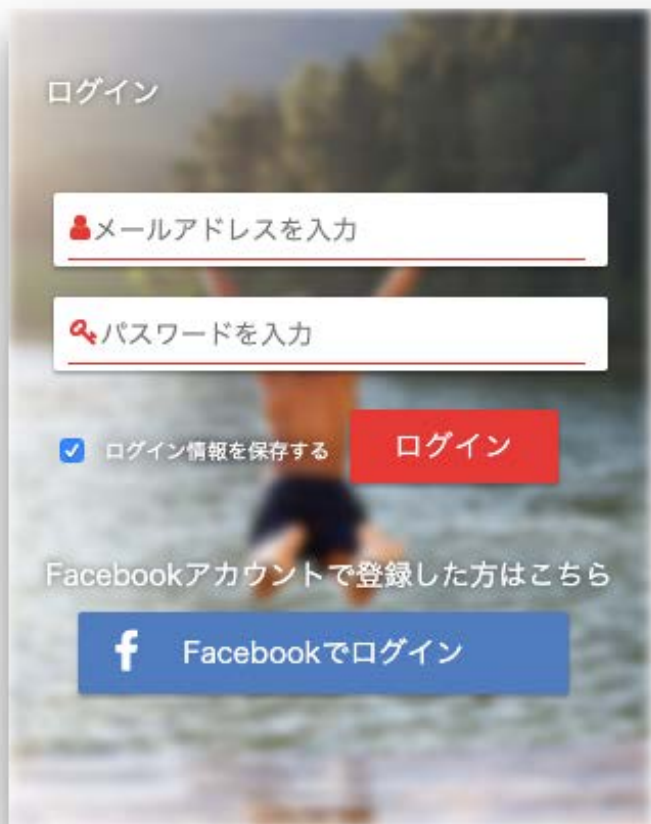 ログイン
メールアドレスを入力
パスワードを入力
ログイン情報を保存する ログイン
Facebookアカウントで登録した方はこちら
Facebookでログイン